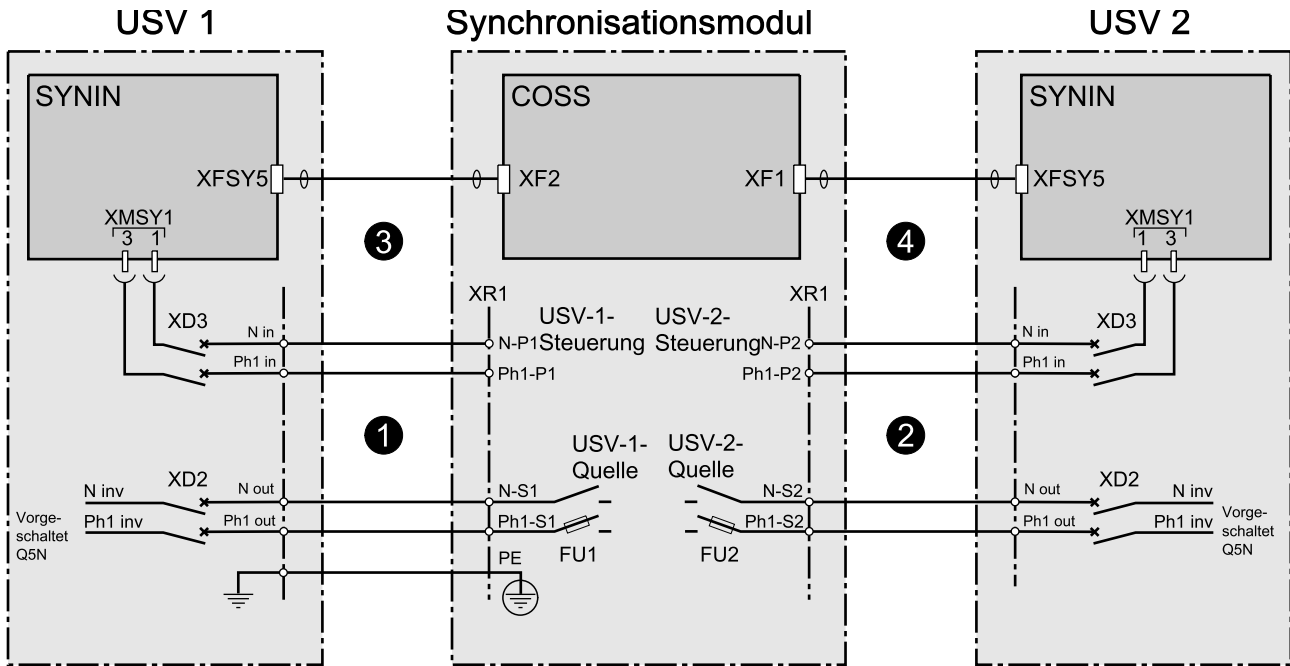 USV 1
Synchronisationsmodul
USV 2
SYNIN
COSS
SYNIN
XFSY5
XF2
XF1
XFSY5
XMSY1
3 1
3
4
XMSY1
1 3
XD3
N in
Ph1 in
XR1
N-P1
Ph1-P1
USV-1-
Steuerung
USV-2-
Steuerung
XR1
N-P2
Ph1-P2
N in
Ph1 in
XD3
1
2
USV-1-
Quelle
USV-2-
Quelle
N inv
Ph1 inv
Vorge-
schaltet
Q5N
XD2
N out
Ph1 out
N-S1
Ph1-S1
FU1
PE
N-S2
Ph1-S2
FU2
N out
Ph1 out
XD2
N inv
Ph1 inv
Vorge-
schaltet
Q5N